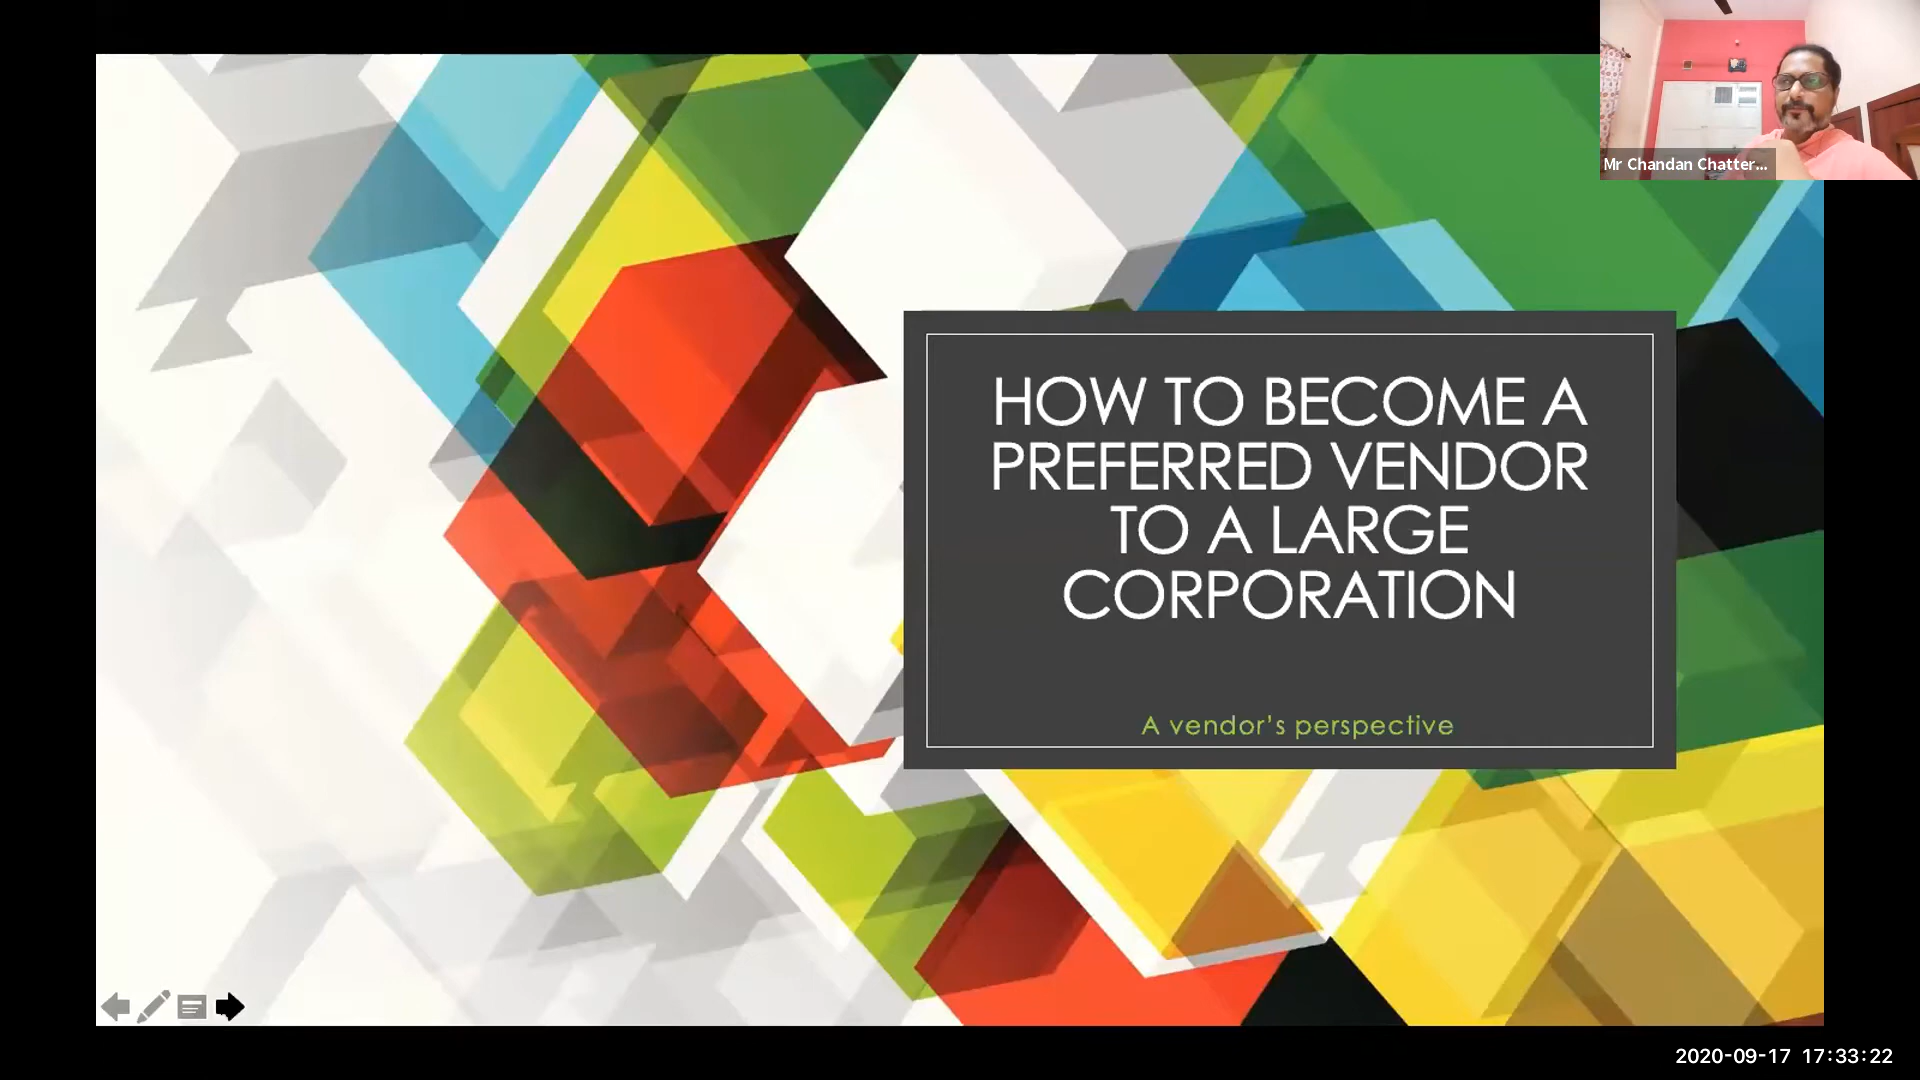 Mr Chandan Chatter...
HOW TO BECOME A
PREFERRED VENDOR
TO A LARGE
CORPORATION
A vendor's perspective
2020-09-17 17:33:22